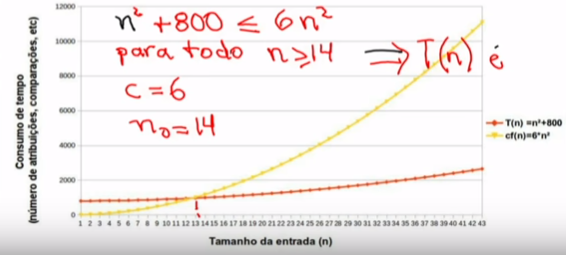 n² + 800 ≤ 6n²
para todo n ≥ 14 ⇒ T(n) é
c = 6
n₀ = 14
12000
10000
8000
6000
4000
2000
0
Consumo de tempo
(número de atribuições, comparações, etc)
T(n) =n²+800
cf(n)=6*n²
1 2 3 4 5 6 7 8 9 10 11 12 13 14 15 16 17 18 19 20 21 22 23 24 25 26 27 28 29 30 31 32 33 34 35 36 37 38 39 40 41 42 43
Tamanho da entrada (n)